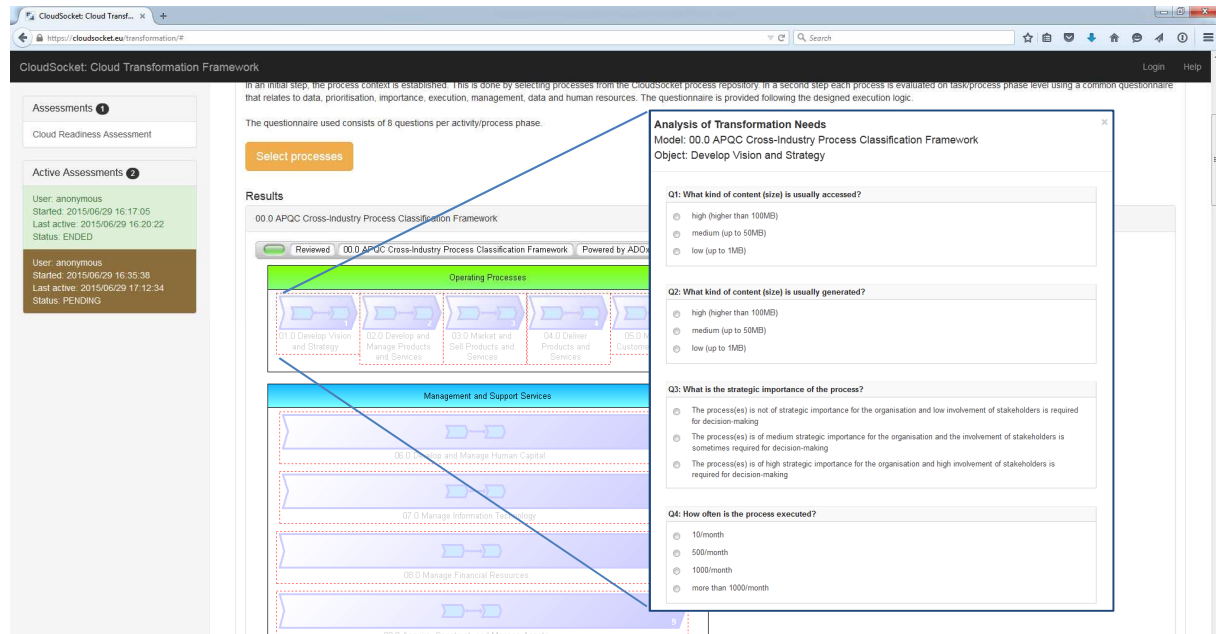 CloudSocket: Cloud Transf...
https://cloudsocket.eu/transformation/#
Search
CloudSocket: Cloud Transformation Framework
Login Help
In an initial step, the process context is established. This is done by selecting processes from the CloudSocket process repository. In a second step each process is evaluated on task/process phase level using a common questionnaire
that relates to data, prioritisation, importance, execution, management, data and human resources. The questionnaire is provided following the designed execution logic.
The questionnaire used consists of 8 questions per activity/process phase.
Select processes
Assessments 1
Cloud Readiness Assessment
Active Assessments 2
User: anonymous
Started: 2015/06/29 16:17:05
Last active: 2015/06/29 16:20:22
Status: ENDED
User: anonymous
Started: 2015/06/29 16:35:38
Last active: 2015/06/29 17:12:34
Status: PENDING
Results
00.0 APQC Cross-Industry Process Classification Framework
Reviewed 00.0 APQC Cross-Industry Process Classification Framework Powered by ADOx
Operating Processes
1 2 3 4
01.0 Develop Vision
and Strategy
02.0 Develop and
Manage Products
and Services
03.0 Market and
Sell Products and
Services
04.0 Deliver
Products and
Services
05.0 M
Custome
Management and Support Services
06.0 Develop and Manage Human Capital
07.0 Manage Information Technology
08.0 Manage Financial Resources
9
Analysis of Transformation Needs
Model: 00.0 APQC Cross-Industry Process Classification Framework
Object: Develop Vision and Strategy
Q1: What kind of content (size) is usually accessed?
high (higher than 100MB)
medium (up to 50MB)
low (up to 1MB)
Q2: What kind of content (size) is usually generated?
high (higher than 100MB)
medium (up to 50MB)
low (up to 1MB)
Q3: What is the strategic importance of the process?
The process(es) is not of strategic importance for the organisation and low involvement of stakeholders is required
for decision-making
The process(es) is of medium strategic importance for the organisation and the involvement of stakeholders is
sometimes required for decision-making
The process(es) is of high strategic importance for the organisation and high involvement of stakeholders is
required for decision-making
Q4: How often is the process executed?
10/month
500/month
1000/month
more than 1000/month